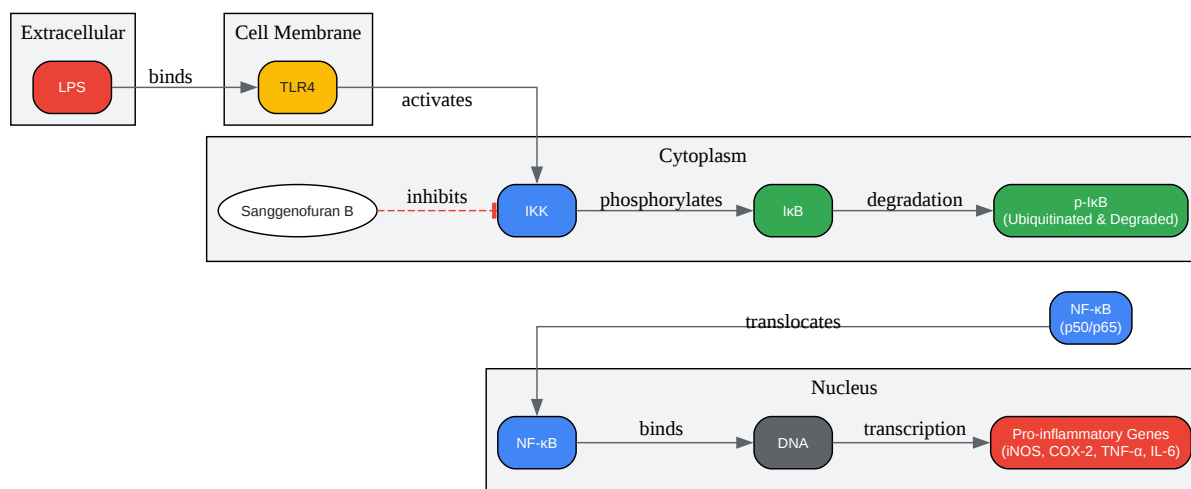 Extracellular
Cell Membrane
LPS
binds
TLR4
activates
Cytoplasm
Sanggenofuran B
inhibits
IKK
phosphorylates
IκB
degradation
p-IκB
(Ubiquitinated & Degraded)
NF-κB
(p50/p65)
translocates
Nucleus
NF-κB
binds
DNA
transcription
Pro-inflammatory Genes
(iNOS, COX-2, TNF-α, IL-6)